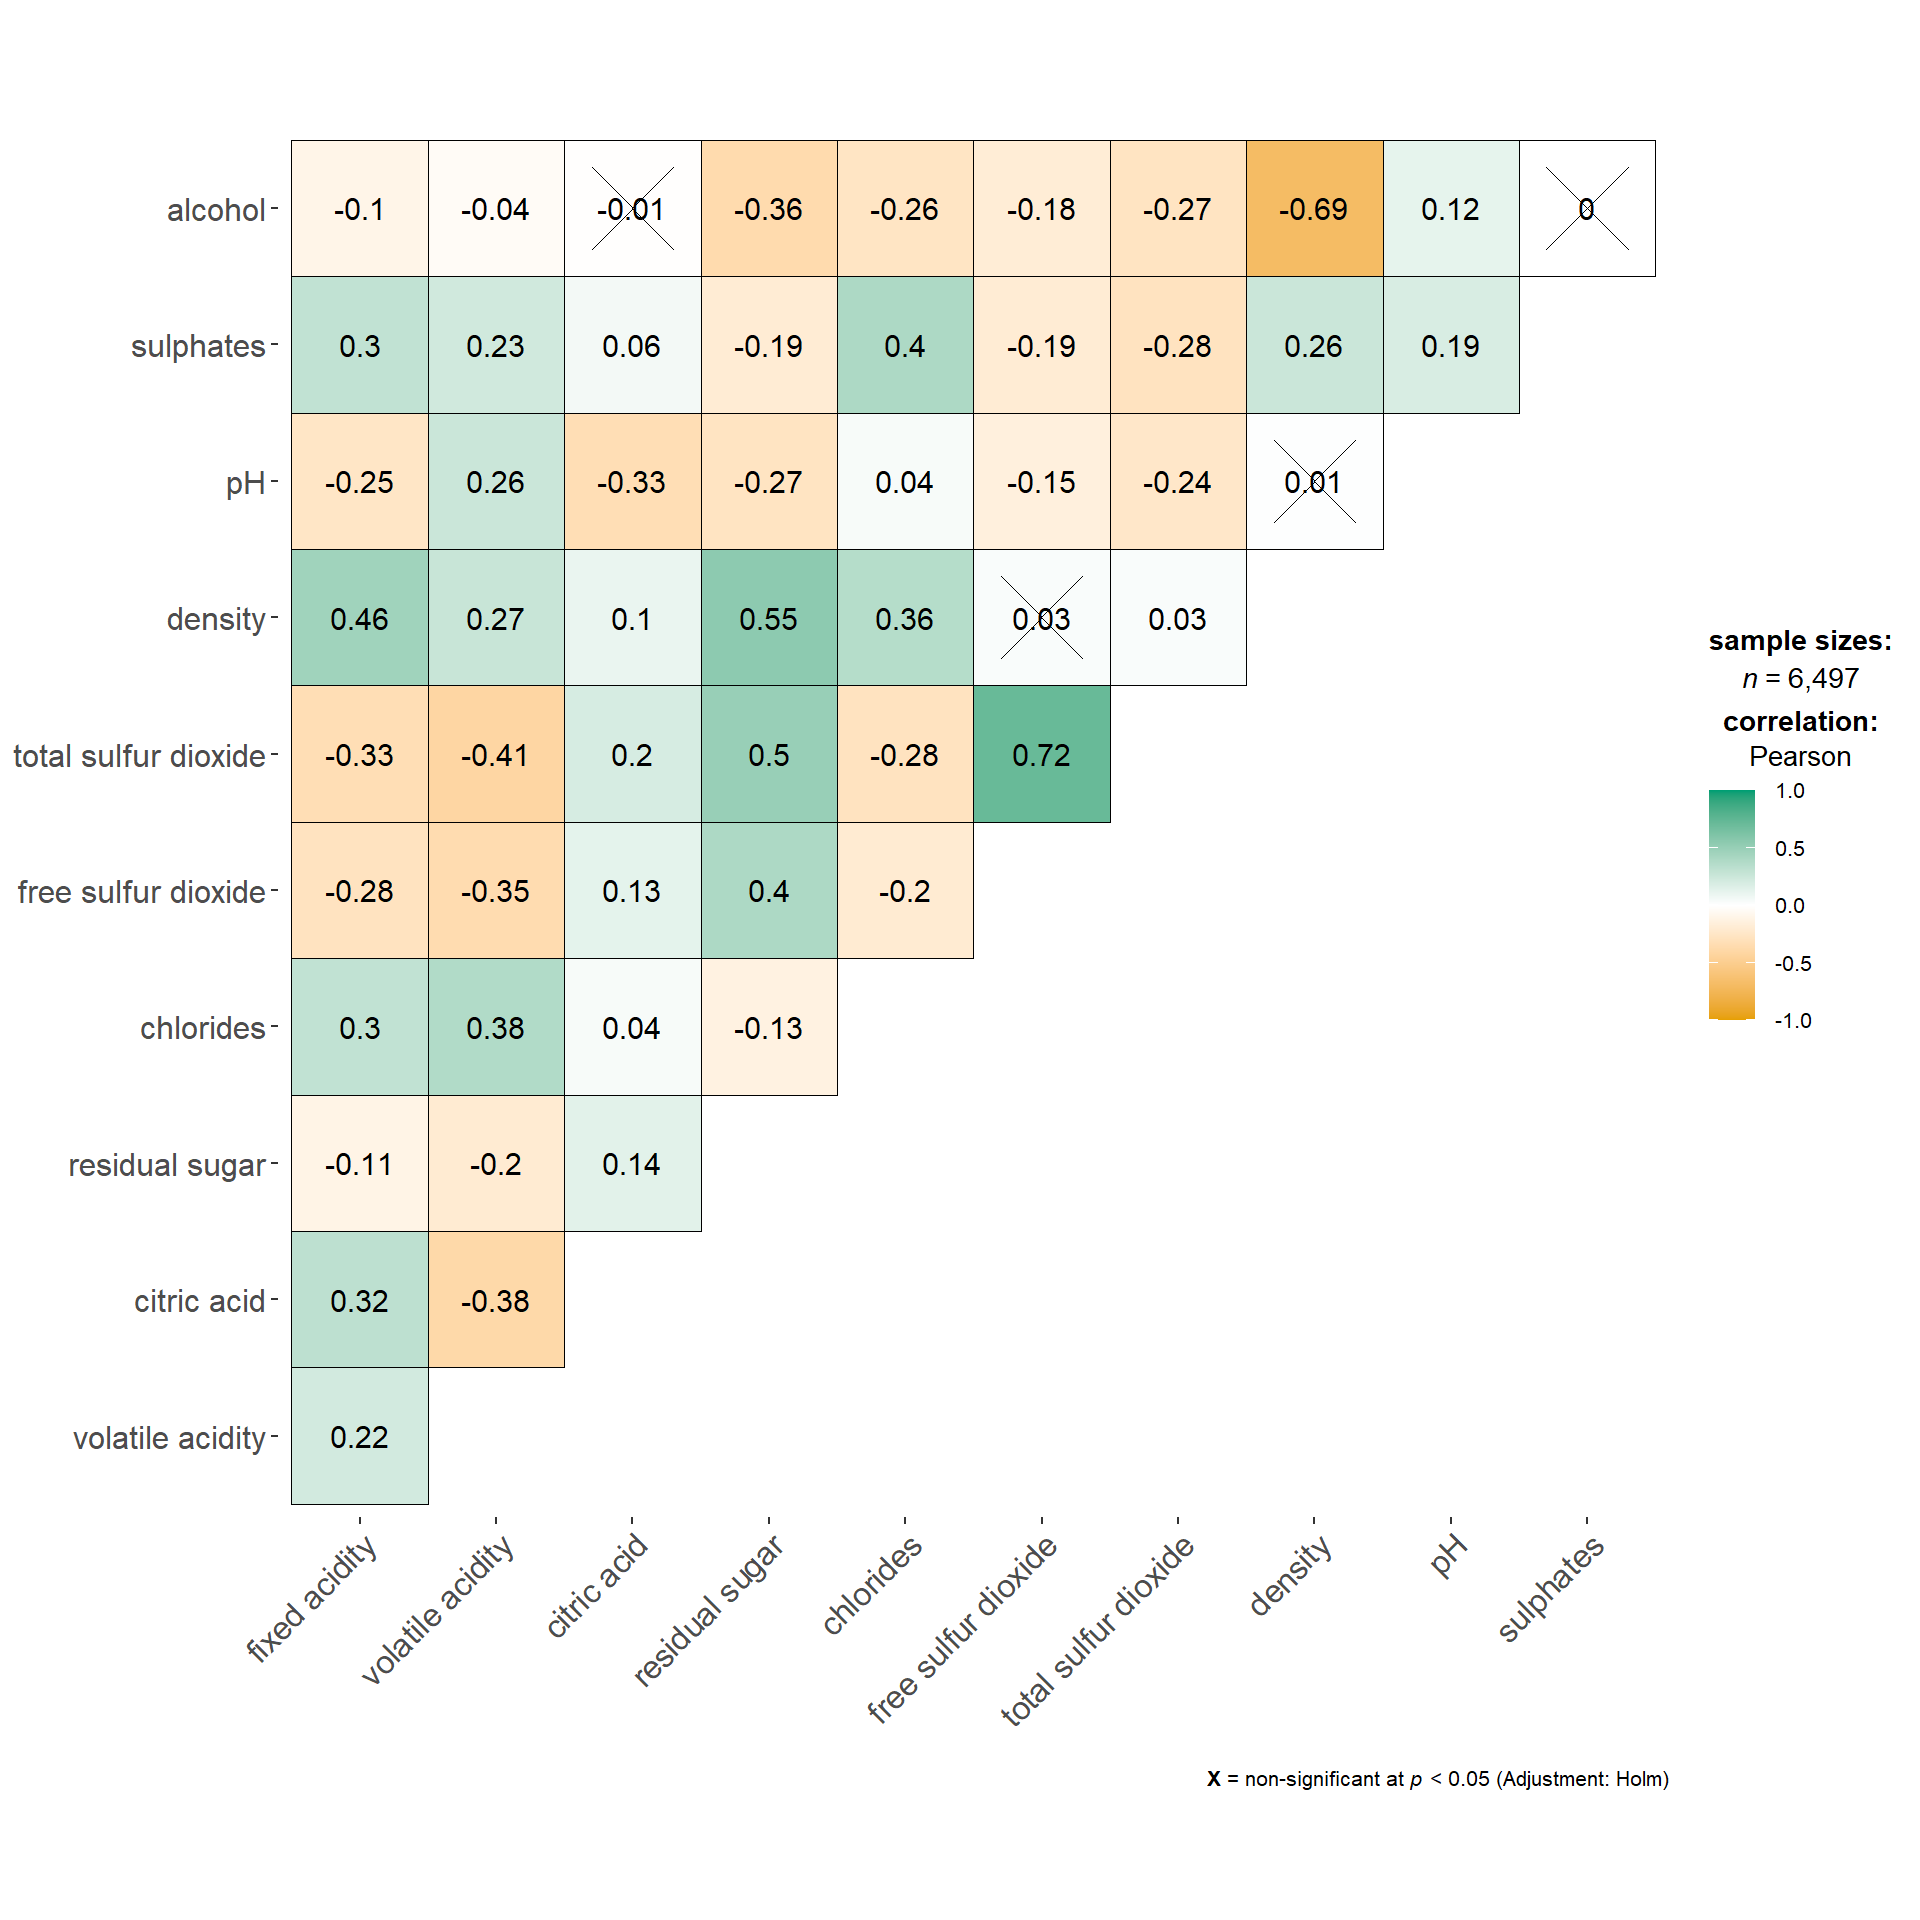 alcohol -0.1 -0.04 -0.01 -0.36 -0.26 -0.18 -0.27 -0.69 0.12 0
sulphates 0.3 0.23 0.06 -0.19 0.4 -0.19 -0.28 0.26 0.19
pH -0.25 0.26 -0.33 -0.27 0.04 -0.15 -0.24 0.01
density 0.46 0.27 0.1 0.55 0.36 0.03 0.03
total sulfur dioxide -0.33 -0.41 0.2 0.5 -0.28 0.72
free sulfur dioxide -0.28 -0.35 0.13 0.4 -0.2
chlorides 0.3 0.38 0.04 -0.13
residual sugar -0.11 -0.2 0.14
citric acid 0.32 -0.38
volatile acidity 0.22
fixed acidity
volatile acidity
citric acid
residual sugar
chlorides
free sulfur dioxide
total sulfur dioxide
density
pH
sulphates
sample sizes:
n = 6,497
correlation:
Pearson
1.0
0.5
0.0
-0.5
-1.0
X = non-significant at p < 0.05 (Adjustment: Holm)